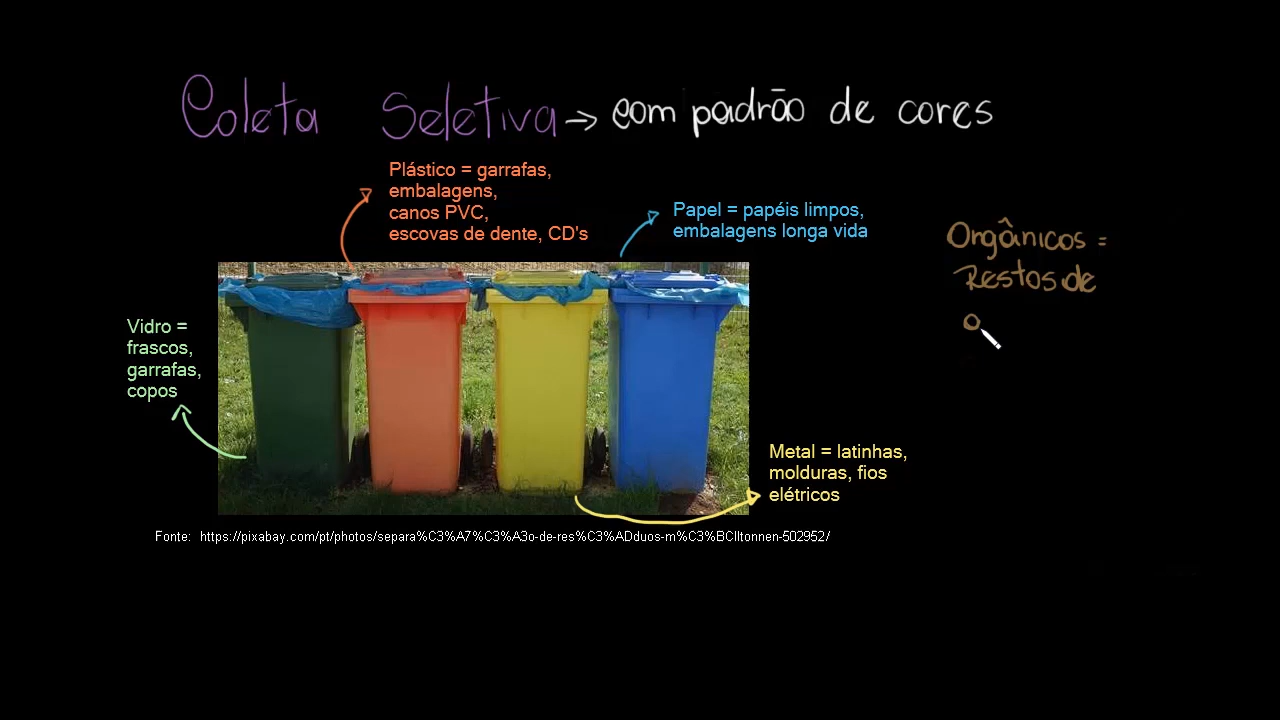 Coleta Seletiva → com padrão de cores
Plástico = garrafas,
embalagens,
canos PVC,
escovas de dente, CD's
Papel = papéis limpos,
embalagens longa vida
Orgânicos =
Restos de
o
Vidro =
frascos,
garrafas,
copos
Metal = latinhas,
molduras, fios
elétricos
Fonte: https://pixabay.com/pt/photos/separa%C3%A7%C3%A3o-de-res%C3%ADduos-m%C3%BClltonnen-502952/